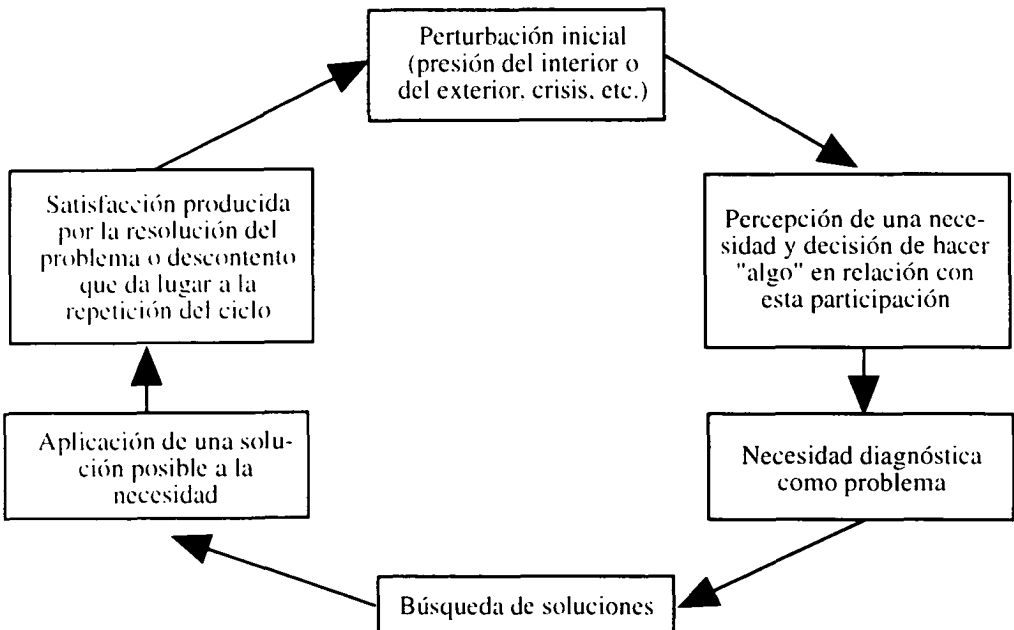 Perturbación inicial
(presión del interior o
del exterior, crisis, etc.)
Percepción de una nece-
sidad y decisión de hacer
"algo" en relación con
esta participación
Necesidad diagnóstica
como problema
Búsqueda de soluciones
Aplicación de una solu-
ción posible a la
necesidad
Satisfacción producida
por la resolución del
problema o descontento
que da lugar a la
repetición del ciclo